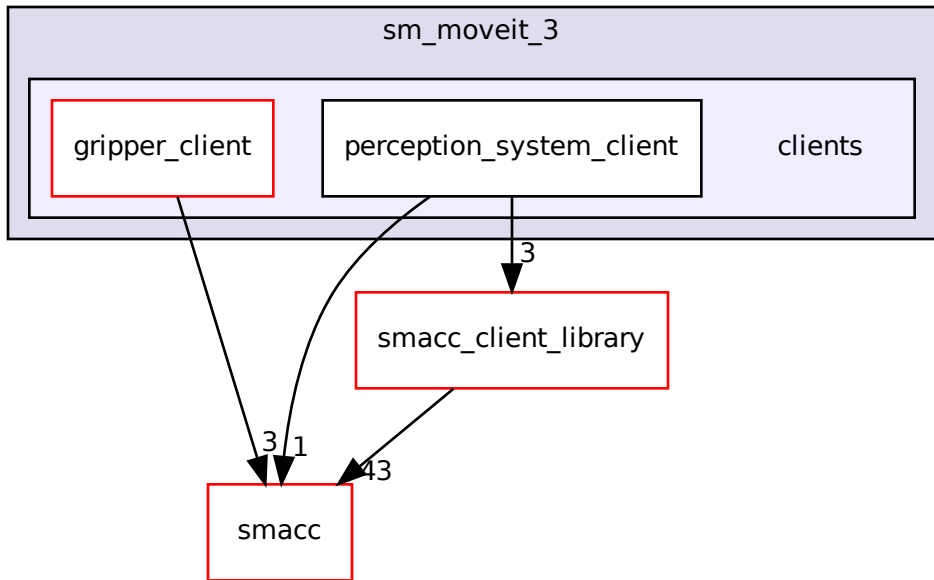 sm_moveit_3
gripper_client
perception_system_client
clients
3
smacc_client_library
3
1
43
smacc